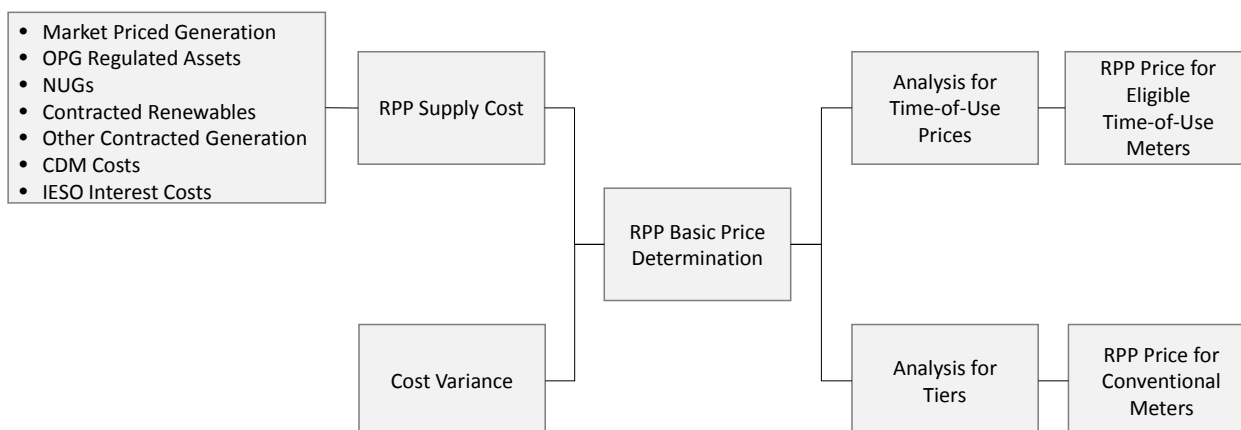 • Market Priced Generation
• OPG Regulated Assets
• NUGs
• Contracted Renewables
• Other Contracted Generation
• CDM Costs
• IESO Interest Costs
RPP Supply Cost
Cost Variance
RPP Basic Price
Determination
Analysis for
Time-of-Use
Prices
RPP Price for
Eligible
Time-of-Use
Meters
Analysis for
Tiers
RPP Price for
Conventional
Meters